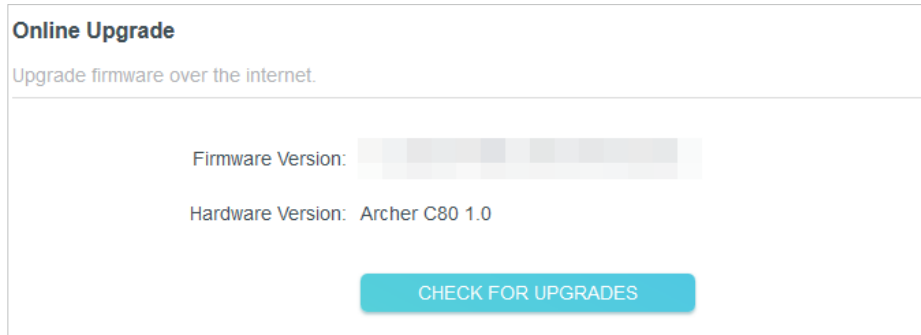 Online Upgrade
Upgrade firmware over the internet.
Firmware Version:
Hardware Version: Archer C80 1.0
CHECK FOR UPGRADES